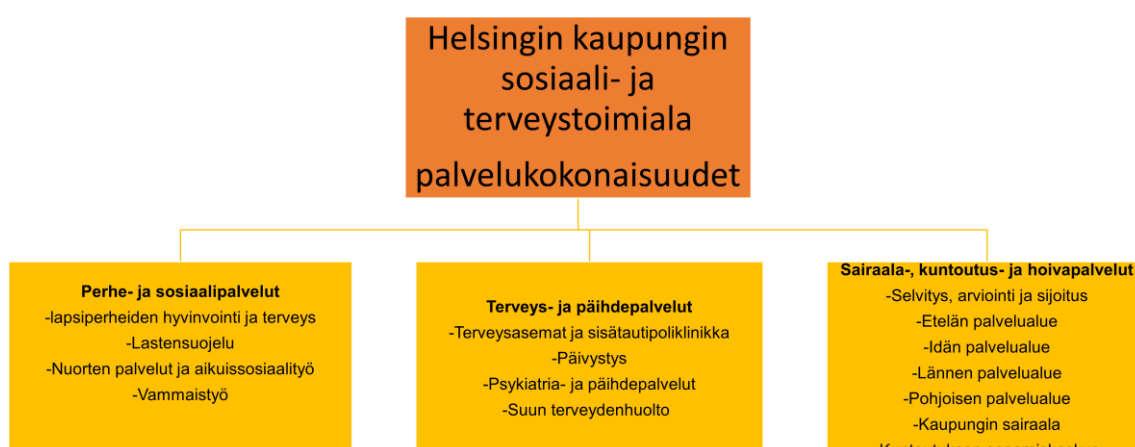 Helsingin kaupungin
sosiaali- ja
terveystoimiala
palvelukokonaisuudet
Perhe- ja sosiaalipalvelut
-lapsiperheiden hyvinvointi ja terveys
-Lastensuojelu
-Nuorten palvelut ja aikuissosiaalityö
-Vammaistyö
Terveys- ja päihdepalvelut
-Terveysasemat ja sisätautipoliklinikka
-Päivystys
-Psykiatria- ja päihdepalvelut
-Suun terveydenhuolto
Sairaala-, kuntoutus- ja hoivapalvelut
-Selvitys, arviointi ja sijoitus
-Etelän palvelualue
-Idän palvelualue
-Lännen palvelualue
-Pohjoisen palvelualue
-Kaupungin sairaala